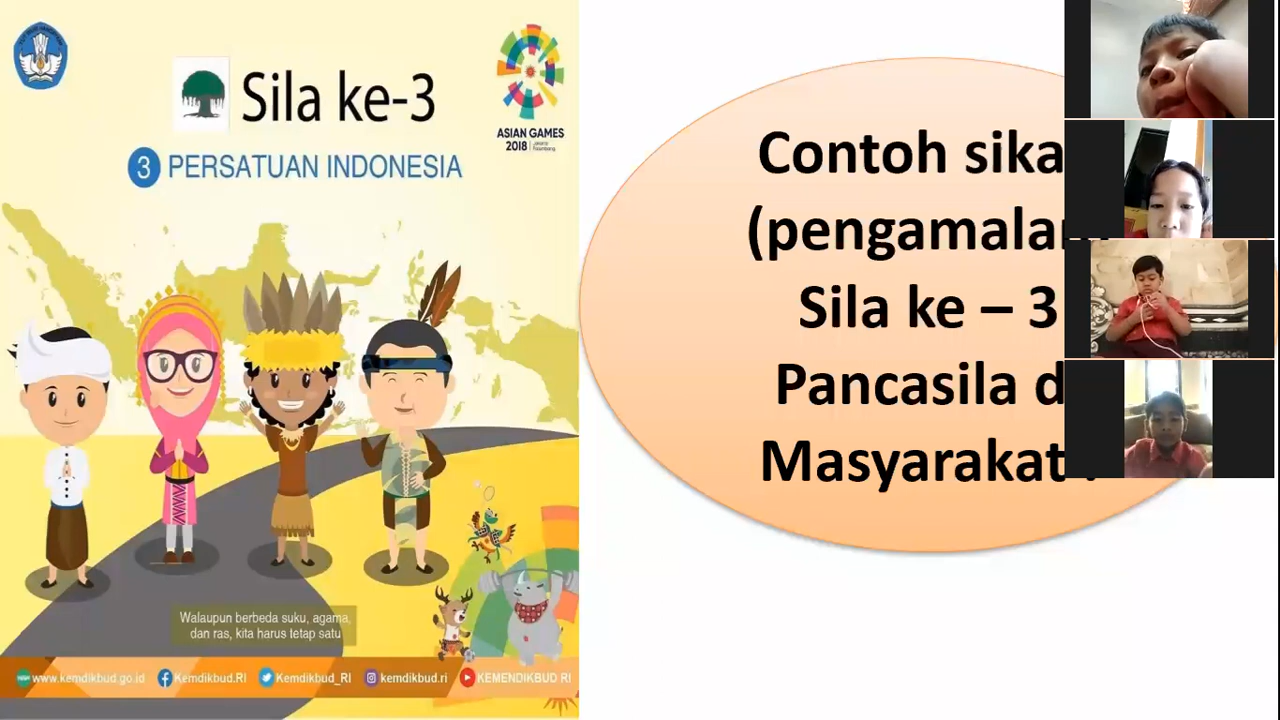 Sila ke-3
ASIAN GAMES
2018
Jakarta
Palembang
3 PERSATUAN INDONESIA
Walaupun berbeda suku, agama,
dan ras, kita harus tetap satu
www.kemdikbud.go.id Kemdikbud.RI Kemdikbud_RI kemdikbud.ri KEMENDIKBUD RI
Contoh sika
(pengamalan
Sila ke – 3
Pancasila d
Masyarakat